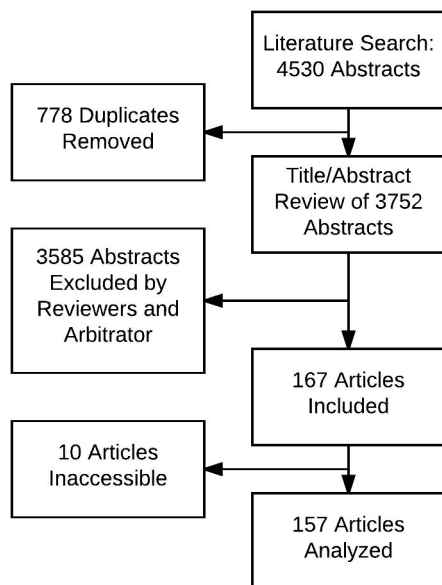 Literature Search:
4530 Abstracts
778 Duplicates
Removed
Title/Abstract
Review of 3752
Abstracts
3585 Abstracts
Excluded by
Reviewers and
Arbitrator
167 Articles
Included
10 Articles
Inaccessible
157 Articles
Analyzed